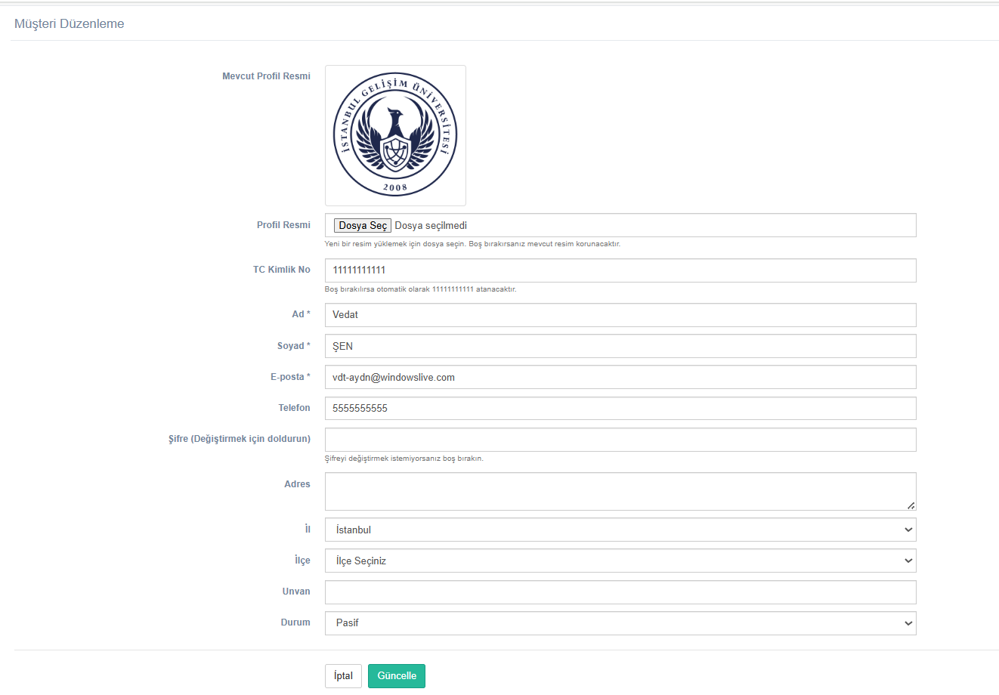 Müşteri Düzenleme
Mevcut Profil Resmi
İSTANBUL GELİŞİM ÜNİVERSİTESİ
2008
Profil Resmi
Dosya Seç Dosya seçilmedi
Yeni bir resim yüklemek için dosya seçin. Boş bırakırsanız mevcut resim korunacaktır.
TC Kimlik No
11111111111
Boş bırakılırsa otomatik olarak 11111111111 atanacaktır.
Ad *
Vedat
Soyad *
ŞEN
E-posta *
vdt-aydn@windowslive.com
Telefon
5555555555
Şifre (Değiştirmek için doldurun)
Şifreyi değiştirmek istemiyorsanız boş bırakın.
Adres
İl
İstanbul
İlçe
İlçe Seçiniz
Unvan
Durum
Pasif
İptal
Güncelle